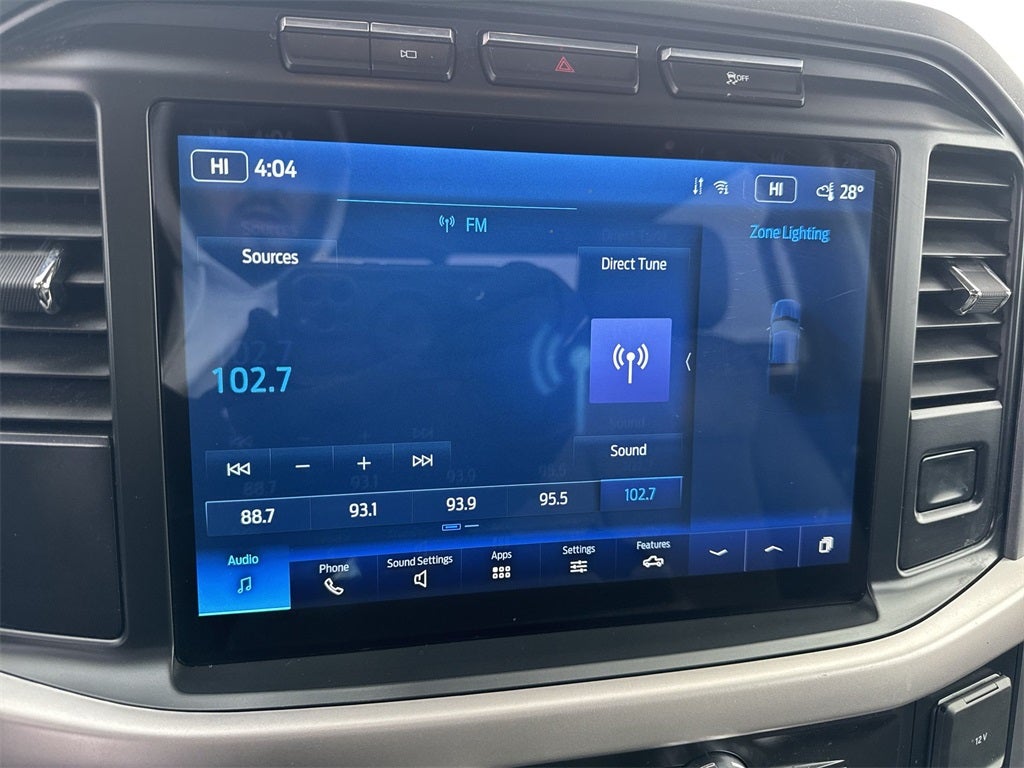 OFF
HI 4:04 HI 28°
FM
Zone Lighting
Sources
Direct Tune
102.7
Sound
88.7 93.1 93.9 95.5 102.7
Audio Phone Sound Settings Apps Settings Features
12 V